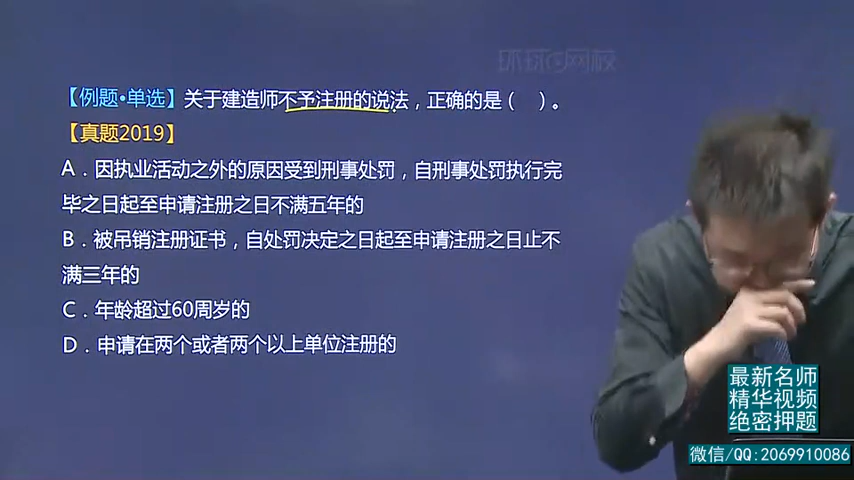 环球网校
【例题•单选】关于建造师不予注册的说法，正确的是（ ）。
【真题2019】
A．因执业活动之外的原因受到刑事处罚，自刑事处罚执行完
毕之日起至申请注册之日不满五年的
B．被吊销注册证书，自处罚决定之日起至申请注册之日止不
满三年的
C．年龄超过60周岁的
D．申请在两个或者两个以上单位注册的
最新名师
精华视频
绝密押题
微信/QQ:2069910086